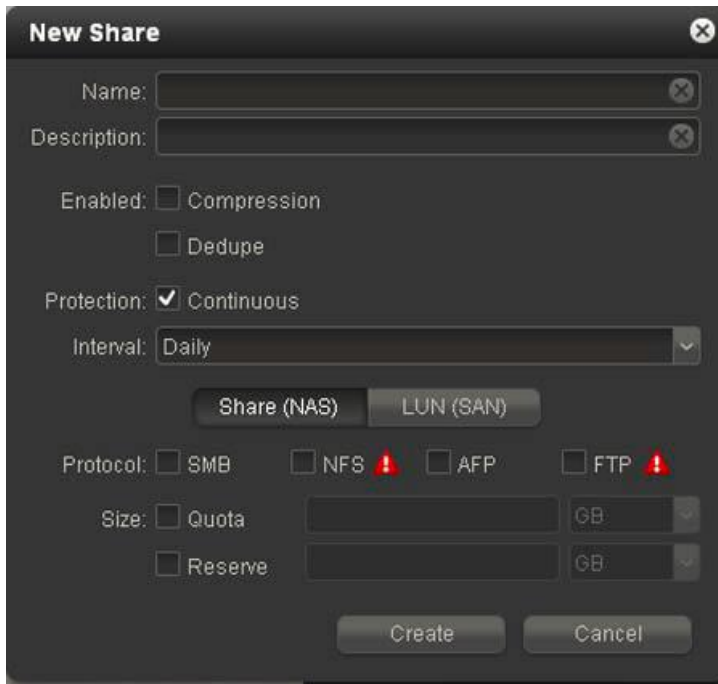 New Share
Name:
Description:
Enabled: Compression
Dedupe
Protection: Continuous
Interval: Daily
Share (NAS) LUN (SAN)
Protocol: SMB NFS AFP FTP
Size: Quota GB
Reserve GB
Create Cancel